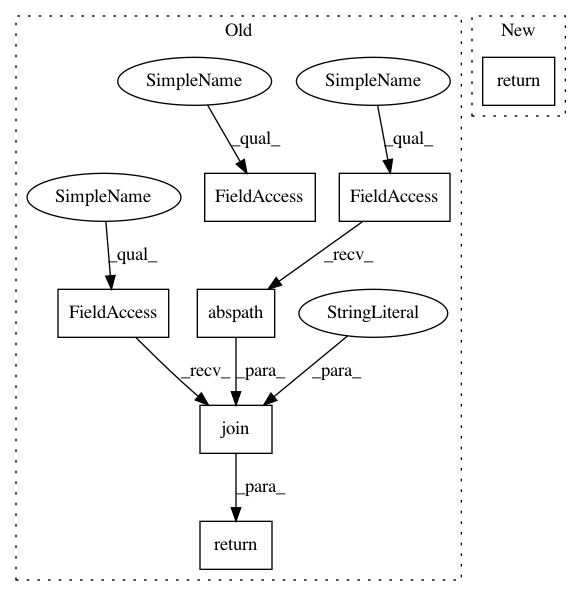 Old
New
SimpleName
SimpleName
return
_qual_
_qual_
SimpleName
FieldAccess
FieldAccess
_qual_
_recv_
FieldAccess
abspath
StringLiteral
_recv_
_para_
_para_
join
_para_
return